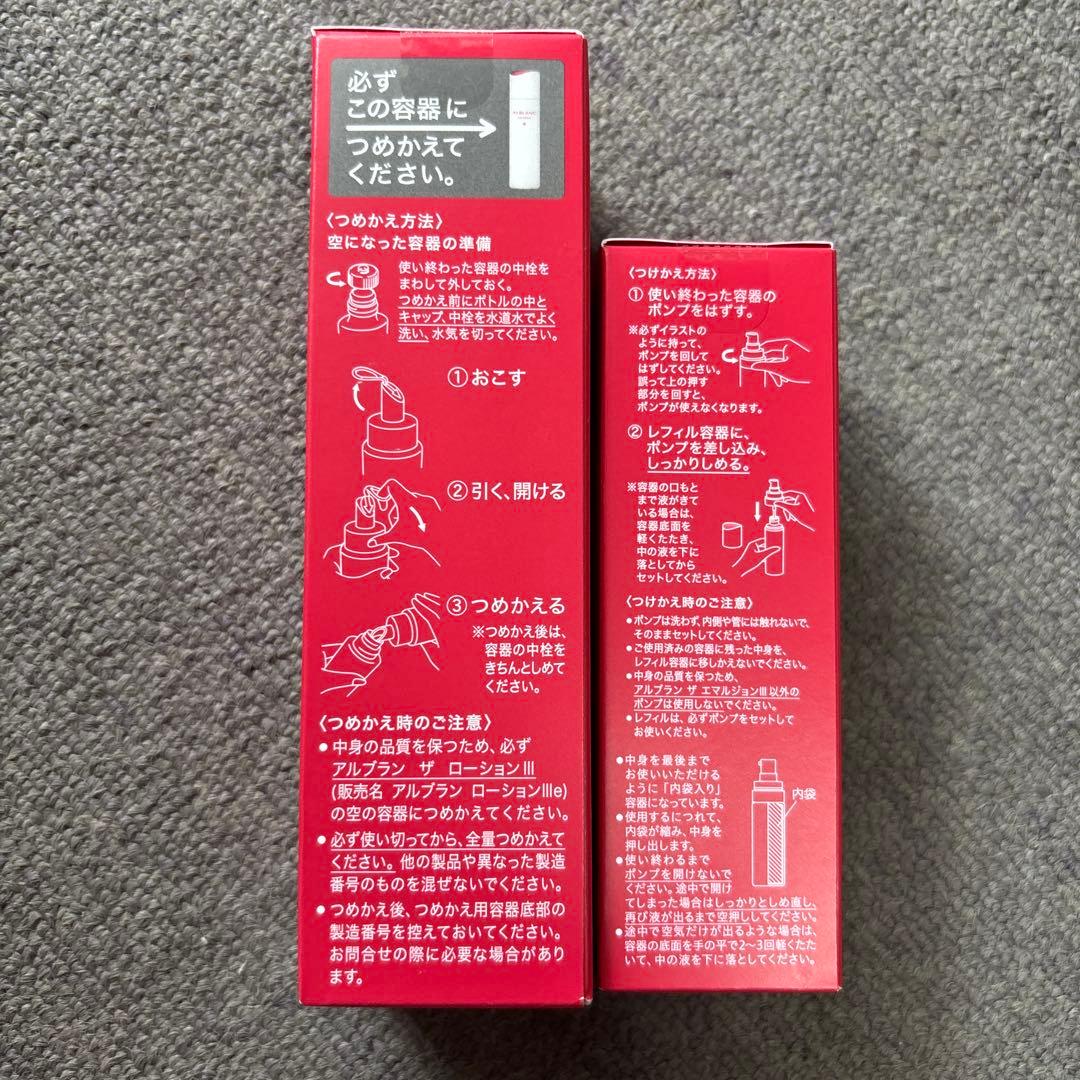 必ず
この容器に
つめかえて
ください。
ALBLANC
〈つめかえ方法〉
空になった容器の準備
使い終わった容器の中栓を
まわして外しておく。
つめかえ前にボトルの中と
キャップ、中栓を水道水でよく
洗い、水気を切ってください。
①おこす
②引く、開ける
③つめかえる
※つめかえ後は、
容器の中栓を
きちんとしめて
ください。
〈つめかえ時のご注意〉
●中身の品質を保つため、必ず
アルブラン ザ ローションⅢ
(販売名 アルブラン ローションⅢe)
の空の容器につめかえてください。
●必ず使い切ってから、全量つめかえて
ください。他の製品や異なった製造
番号のものを混ぜないでください。
●つめかえ後、つめかえ用容器底部の
製造番号を控えておいてください。
お問合せの際に必要な場合があり
ます。
〈つけかえ方法〉
① 使い終わった容器の
ポンプをはずす。
※必ずイラストの
ように持って、
ポンプを回して
はずしてください。
誤って上の押す
部分を回すと、
ポンプが使えなくなります。
② レフィル容器に、
ポンプを差し込み、
しっかりしめる。
※容器の口もと
まで液がきて
いる場合は、
容器底面を
軽くたたき、
中の液を下に
落としてから
セットしてください。
〈つけかえ時のご注意〉
●ポンプは洗わず、内側や管には触れないで、
そのままセットしてください。
●ご使用済みの容器に残った中身を、
レフィル容器に移しかえないでください。
●中身の品質を保つため、
アルブラン ザ エマルジョンⅢ以外の
ポンプは使用しないでください。
●レフィルは、必ずポンプをセットして
お使いください。
●中身を最後まで
お使いいただける
ように「内袋入り」
容器になっています。
●使用するにつれて、
内袋が縮み、中身を
押し出します。
●使い終わるまで
ポンプを開けないで
ください。途中で開け
てしまった場合はしっかりとしめ直し、
再び液が出るまで空押ししてください。
●途中で空気だけが出るような場合は、
容器の底面を手の平で2～3回軽くたた
いて、中の液を下に落としてください。
内袋